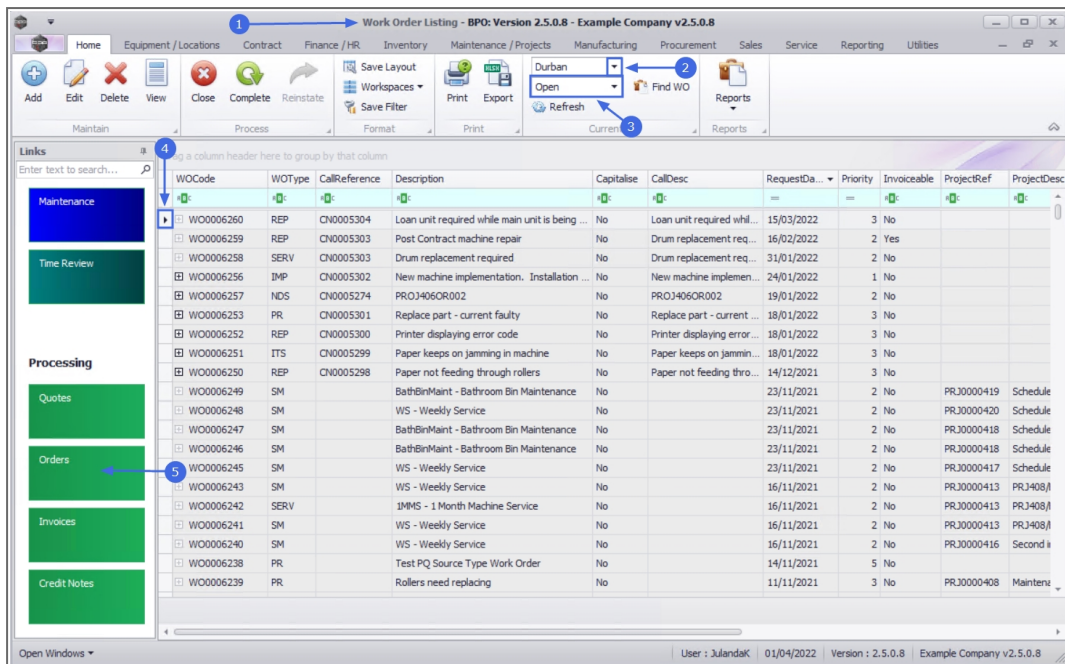 1 Work Order Listing - BPO: Version 2.5.0.8 - Example Company v2.5.0.8
Home Equipment / Locations Contract Finance / HR Inventory Maintenance / Projects Manufacturing Procurement Sales Service Reporting Utilities
Add Edit Delete View Close Complete Reinstate Save Layout Workspaces Save Filter Print Export Durban 2 Open Find WO Refresh Reports
Maintain Process Format Print Current 3 Reports
Links 4 a column header here to group by that column
Enter text to search...
WOCode WOType CallReference Description Capitalise CallDesc RequestDa... Priority Invoiceable ProjectRef ProjectDesc
Maintenance
WO0006260 REP CN0005304 Loan unit required while main unit is being ... No Loan unit required whil... 15/03/2022 3 No
WO0006259 REP CN0005303 Post Contract machine repair No Drum replacement req... 16/02/2022 2 Yes
WO0006258 SERV CN0005303 Drum replacement required No Drum replacement req... 31/01/2022 2 No
Time Review
WO0006256 IMP CN0005302 New machine implementation. Installation ... No New machine implemen... 24/01/2022 1 No
WO0006257 NDS CN0005274 PROJ406OR002 No PROJ406OR002 19/01/2022 2 No
WO0006253 PR CN0005301 Replace part - current faulty No Replace part - current ... 18/01/2022 3 No
WO0006252 REP CN0005300 Printer displaying error code No Printer displaying error... 18/01/2022 3 No
WO0006251 ITS CN0005299 Paper keeps on jamming in machine No Paper keeps on jammin... 18/01/2022 3 No
Processing
WO0006250 REP CN0005298 Paper not feeding through rollers No Paper not feeding thro... 14/12/2021 3 No
WO0006249 SM BathBinMaint - Bathroom Bin Maintenance No 23/11/2021 2 No PRJ0000419 Schedule
Quotes
WO0006248 SM WS - Weekly Service No 23/11/2021 2 No PRJ0000420 Schedule
WO0006247 SM BathBinMaint - Bathroom Bin Maintenance No 23/11/2021 2 No PRJ0000418 Schedule
WO0006246 SM BathBinMaint - Bathroom Bin Maintenance No 23/11/2021 2 No PRJ0000418 Schedule
Orders 5
WO0006245 SM WS - Weekly Service No 23/11/2021 2 No PRJ0000417 Schedule
WO0006243 SM WS - Weekly Service No 16/11/2021 2 No PRJ0000413 PRJ408/
WO0006242 SERV 1MMS - 1 Month Machine Service No 16/11/2021 2 No PRJ0000413 PRJ408/
Invoices
WO0006241 SM WS - Weekly Service No 16/11/2021 2 No PRJ0000413 PRJ408/
WO0006240 SM WS - Weekly Service No 16/11/2021 2 No PRJ0000416 Second
WO0006238 PR Test PQ Source Type Work Order No 14/11/2021 5 No
Credit Notes
WO0006239 PR Rollers need replacing No 11/11/2021 3 No PRJ0000408 Maintena
Open Windows User : JulandaK 01/04/2022 Version : 2.5.0.8 Example Company v2.5.0.8